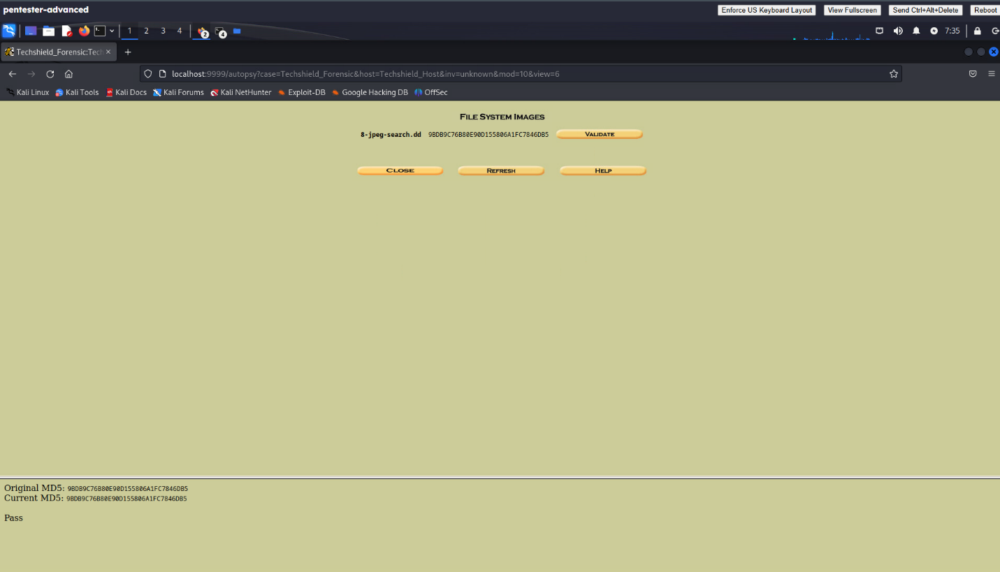 pentester-advanced
Enforce US Keyboard Layout
View Fullscreen
Send Ctrl+Alt+Delete
Reboot
1 2 3 4 2 4 7:35
Techshield_Forensic:Tech
localhost:9999/autopsy?case=Techshield_Forensic&host=Techshield_Host&inv=unknown&mod=10&view=6
Kali Linux Kali Tools Kali Docs Kali Forums Kali NetHunter Exploit-DB Google Hacking DB OffSec
File System Images
8-jpeg-search.dd 9BDB9C76B80E90D155806A1FC7846DB5 Validate
Close Refresh Help
Original MD5: 9BDB9C76B80E90D155806A1FC7846DB5
Current MD5: 9BDB9C76B80E90D155806A1FC7846DB5
Pass